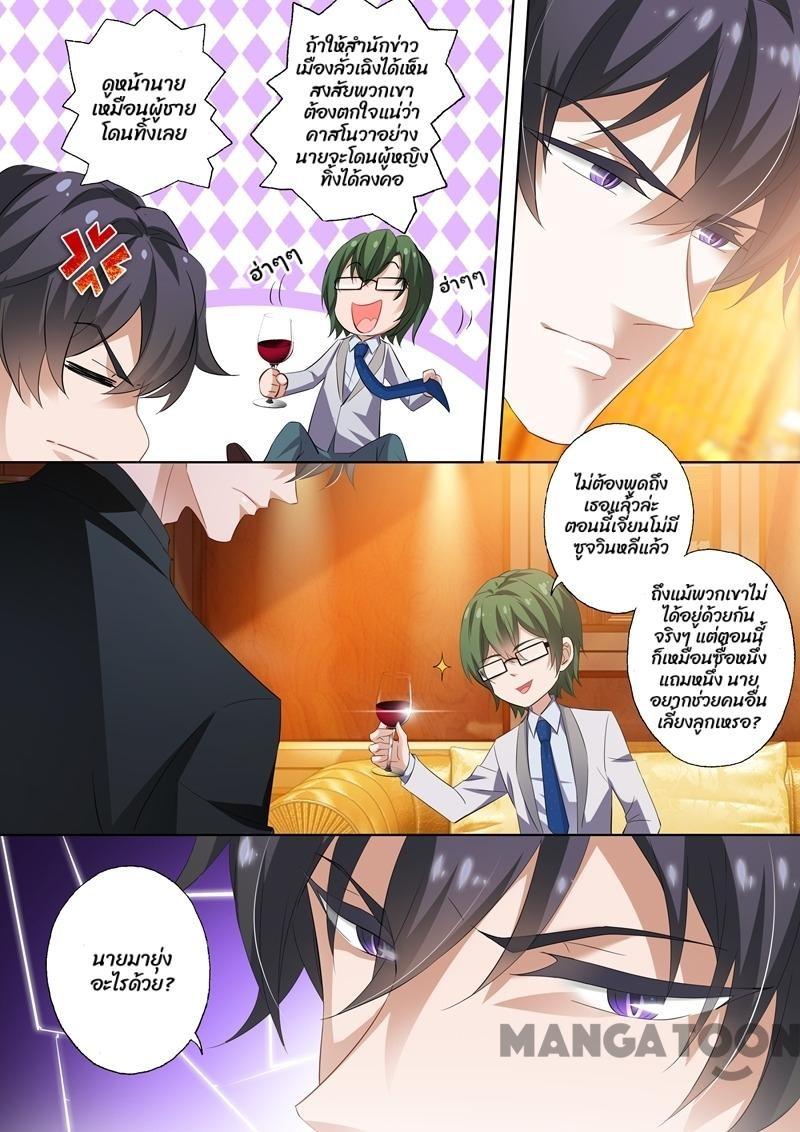 ดูหน้านาย
เหมือนผู้ชาย
โดนทิ้งเลย
ถ้าให้สำนักข่าว
เมืองลั่วเฉิงได้เห็น
สงสัยพวกเขา
ต้องตกใจแน่ว่า
คาสโนวาอย่าง
นายจะโดนผู้หญิง
ทิ้งได้ลงคอ
ฮ่าๆๆ
ฮ่าๆๆ
ไม่ต้องพูดถึง
เธอแล้วล่ะ
ตอนนี้เจี่ยนโม่มี
ซูจวินหลีแล้ว
ถึงแม้พวกเขาไม่
ได้อยู่ด้วยกัน
จริงๆ แต่ตอนนี้
ก็เหมือนซื้อหนึ่ง
แถมหนึ่ง นาย
อยากช่วยคนอื่น
เลี้ยงลูกเหรอ?
นายมายุ่ง
อะไรด้วย?
MANGATOON